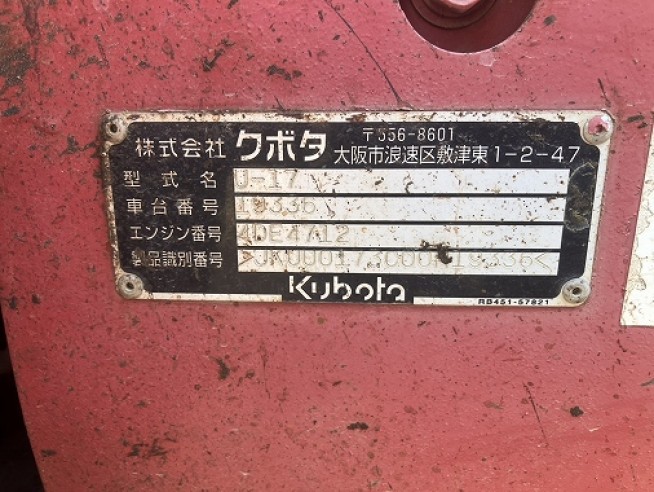 〒556-8601
株式会社 クボタ 大阪市浪速区敷津東1-2-47
型式名 U-17
車台番号 19336
エンジン番号 4DE4712
製品識別番号
Kubota
RB451-57821